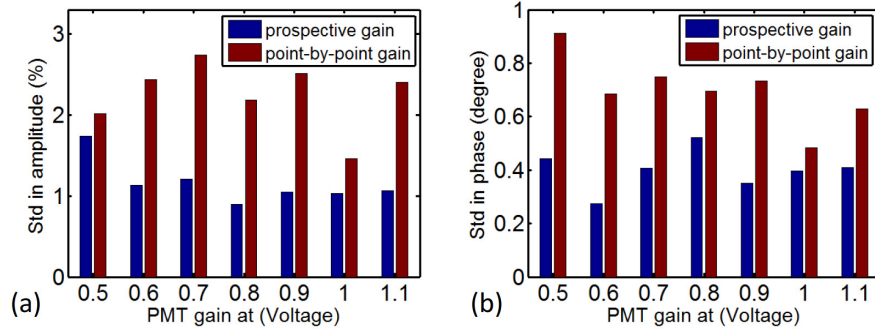 3
2
1
0
Std in amplitude (%)
prospective gain
point-by-point gain
0.5 0.6 0.7 0.8 0.9 1 1.1
PMT gain at (Voltage)
(a)
1
0.8
0.6
0.4
0.2
0
Std in phase (degree)
prospective gain
point-by-point gain
0.5 0.6 0.7 0.8 0.9 1 1.1
PMT gain at (Voltage)
(b)